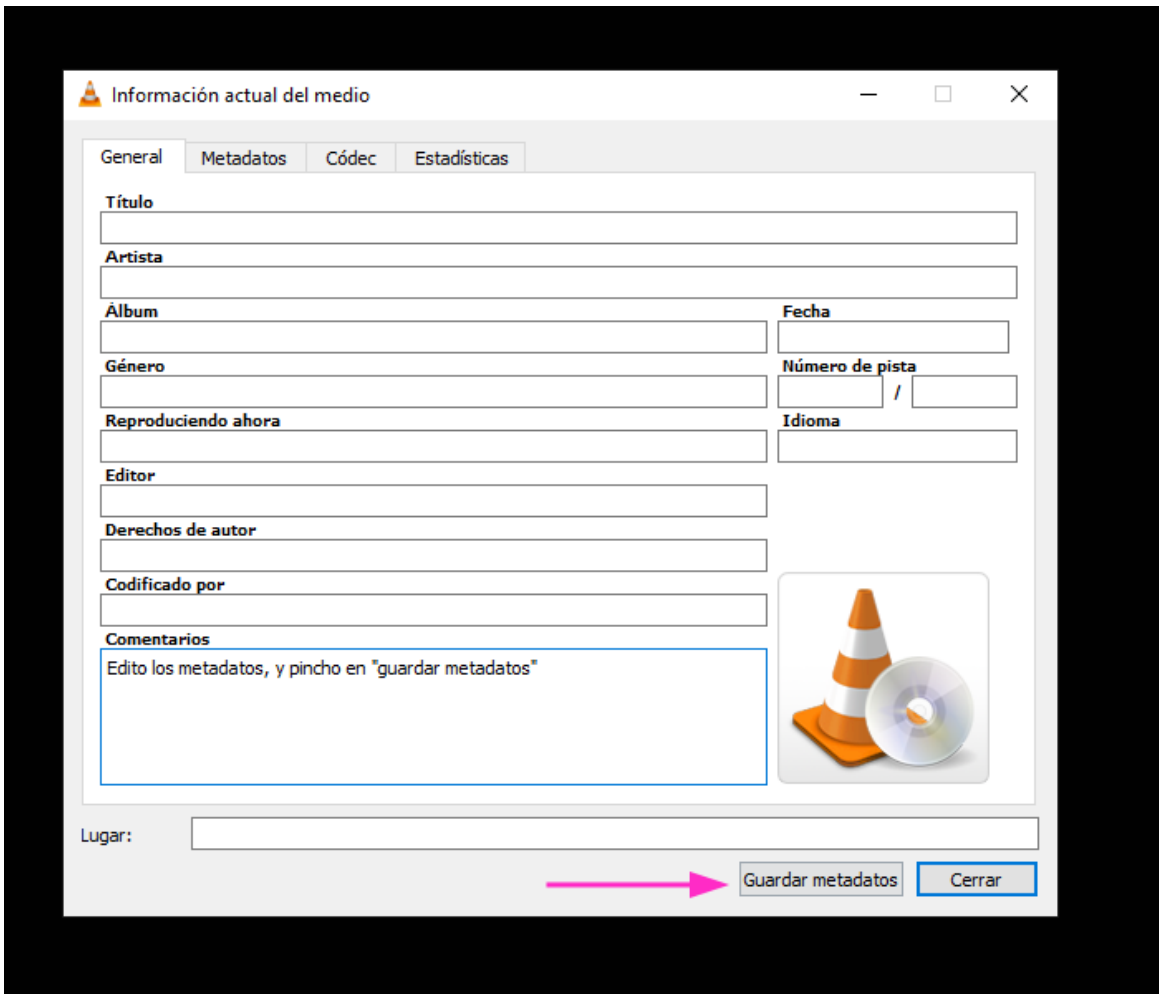 Información actual del medio
General Metadatos Códec Estadísticas
Título
Artista
Álbum Fecha
Género Número de pista
/
Reproduciendo ahora Idioma
Editor
Derechos de autor
Codificado por
Comentarios
Edito los metadatos, y pincho en "guardar metadatos"
Lugar:
Guardar metadatos Cerrar